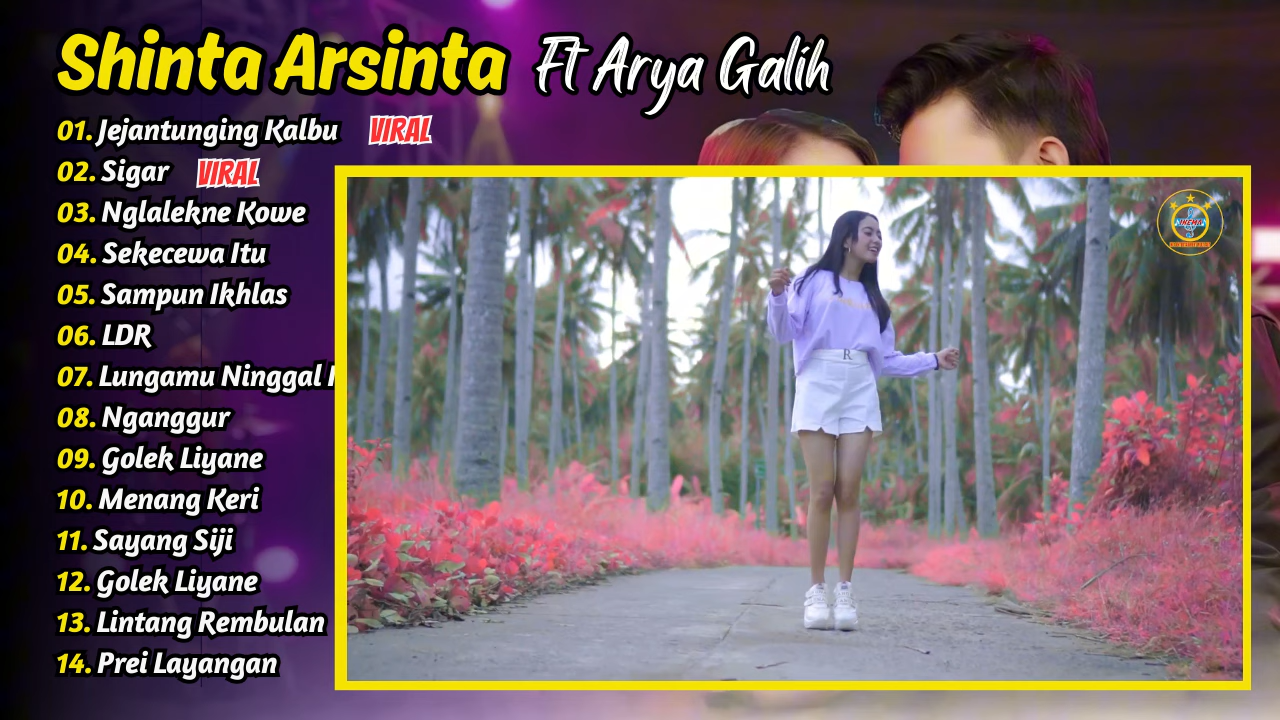 Shinta Arsinta Ft Arya Galih
01. Jejantunging Kalbu VIRAL
02. Sigar VIRAL
03. Nglalekne Kowe
04. Sekecewa Itu
05. Sampun Ikhlas
06. LDR
07. Lungamu Ninggal
08. Nganggur
09. Golek Liyane
10. Menang Keri
11. Sayang Siji
12. Golek Liyane
13. Lintang Rembulan
14. Prei Layangan
R